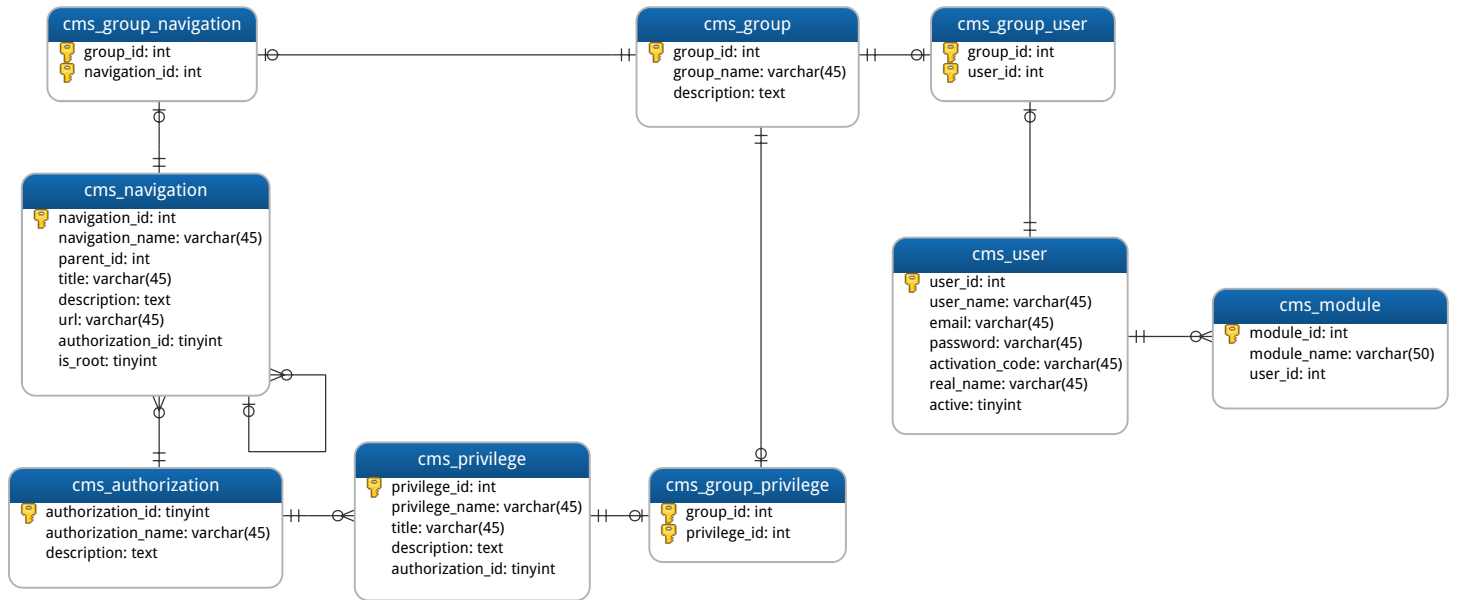 cms_group_navigation
group_id: int
navigation_id: int
cms_group
group_id: int
group_name: varchar(45)
description: text
cms_group_user
group_id: int
user_id: int
cms_navigation
navigation_id: int
navigation_name: varchar(45)
parent_id: int
title: varchar(45)
description: text
url: varchar(45)
authorization_id: tinyint
is_root: tinyint
cms_user
user_id: int
user_name: varchar(45)
email: varchar(45)
password: varchar(45)
activation_code: varchar(45)
real_name: varchar(45)
active: tinyint
cms_module
module_id: int
module_name: varchar(50)
user_id: int
cms_authorization
authorization_id: tinyint
authorization_name: varchar(45)
description: text
cms_privilege
privilege_id: int
privilege_name: varchar(45)
title: varchar(45)
description: text
authorization_id: tinyint
cms_group_privilege
group_id: int
privilege_id: int